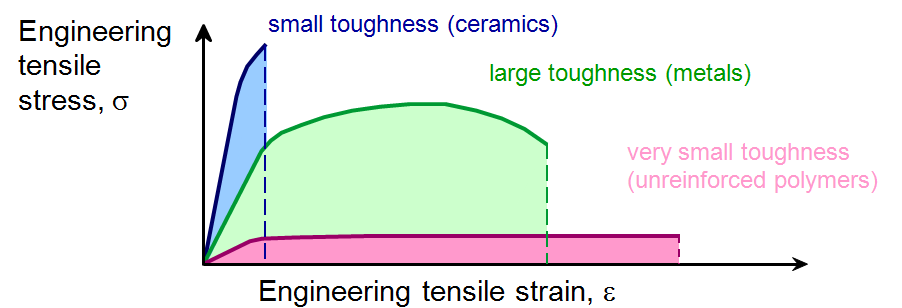 Engineering
tensile
stress, σ
small toughness (ceramics)
large toughness (metals)
very small toughness
(unreinforced polymers)
Engineering tensile strain, ε